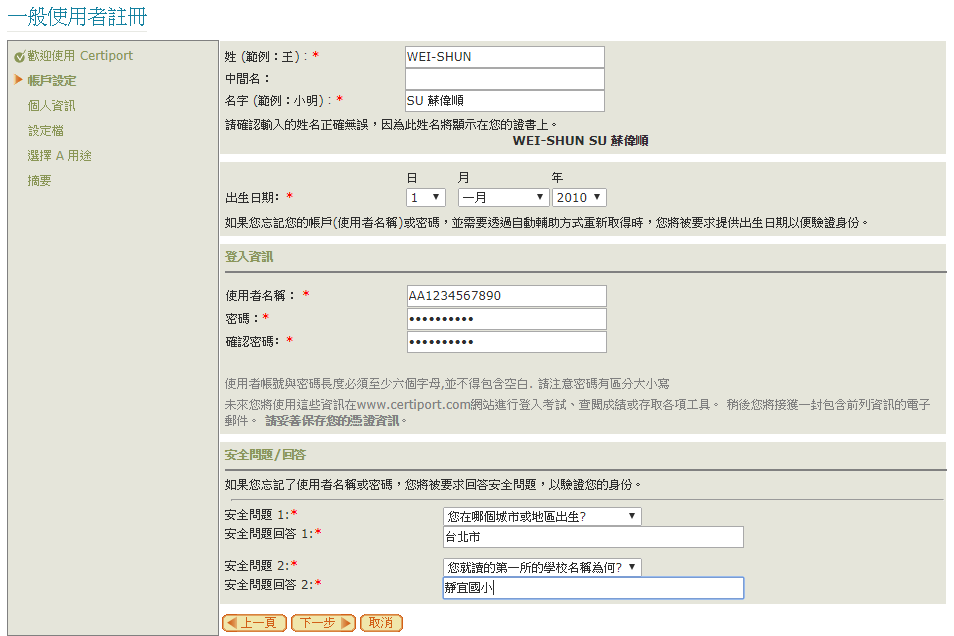 一般使用者註冊
歡迎使用 Certiport
帳戶設定
個人資訊
設定檔
選擇 A 用途
摘要
姓 (範例：王)：* WEI-SHUN
中間名：
名字 (範例：小明)：* SU 蘇偉順
請確認輸入的姓名正確無誤，因為此姓名將顯示在您的證書上。
WEI-SHUN SU 蘇偉順
日 月 年
出生日期: * 1 一月 2010
如果您忘記您的帳戶(使用者名稱)或密碼，並需要透過自動輔助方式重新取得時，您將被要求提供出生日期以便驗證身份。
登入資訊
使用者名稱： * AA1234567890
密碼：* ••••••••••
確認密碼: * ••••••••••
使用者帳號與密碼長度必須至少六個字母,並不得包含空白. 請注意密碼有區分大小寫
未來您將使用這些資訊在www.certiport.com網站進行登入考試、查閱成績或存取各項工具。 稍後您將接獲一封包含前列資訊的電子
郵件。 請妥善保存您的憑證資訊。
安全問題/回答
如果您忘記了使用者名稱或密碼，您將被要求回答安全問題，以驗證您的身份。
安全問題 1:* 您在哪個城市或地區出生?
安全問題回答 1:* 台北市
安全問題 2:* 您就讀的第一所的學校名稱為何?
安全問題回答 2:* 靜宜國小
上一頁 下一步 取消